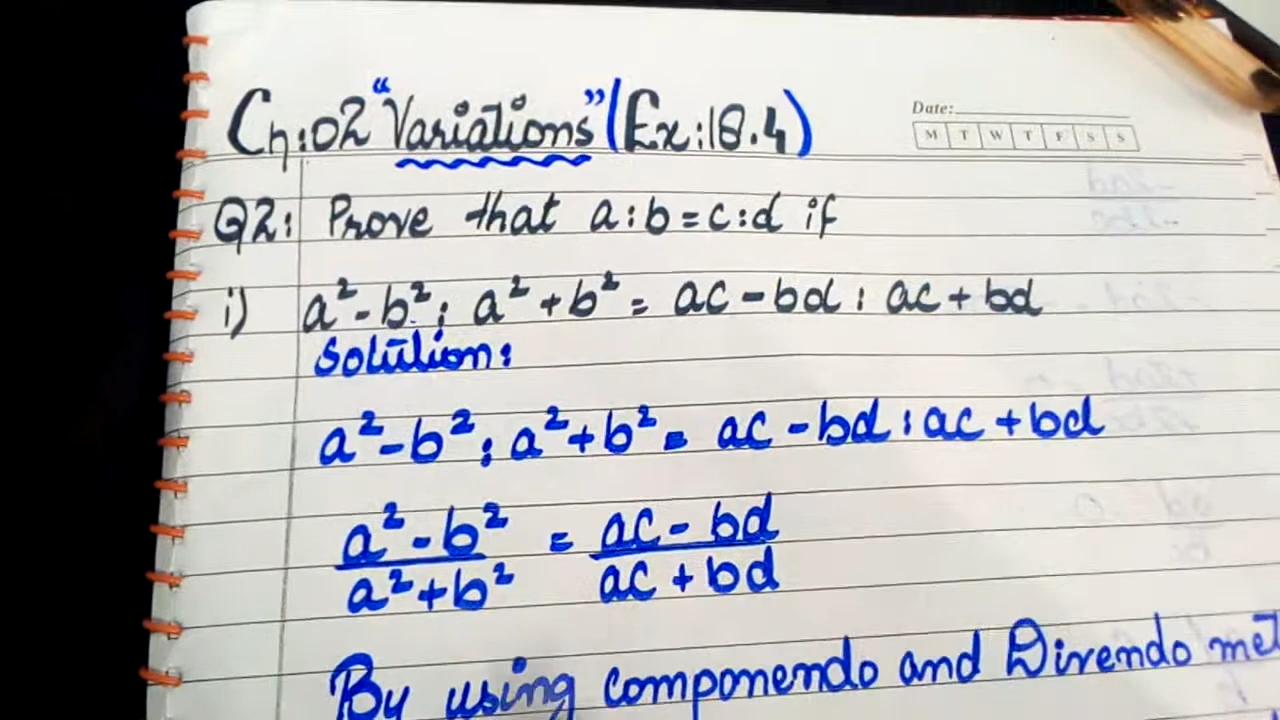 Ch:02 "Variations" (Ex:18.4)
Date:
M T W T F S S
Q2: Prove that a:b=c:d if
i) a²-b²: a²+b² = ac-bd : ac+bd
Solution:
a²-b²: a²+b² = ac-bd : ac+bd
a²-b² / a²+b² = ac-bd / ac+bd
By using componendo and Divendo